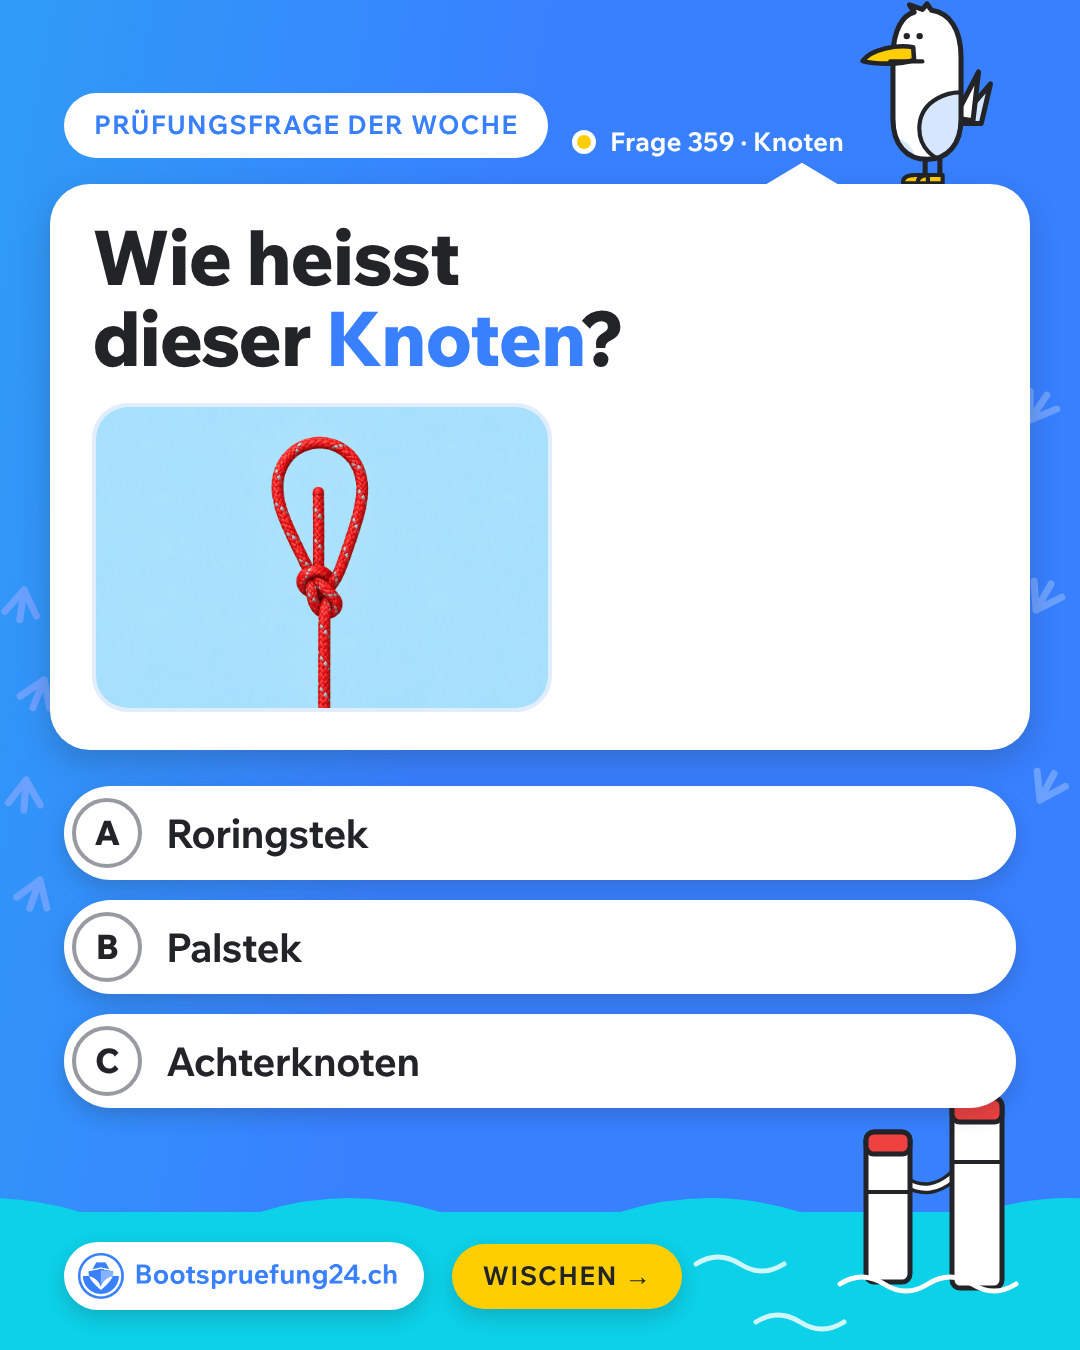 PRÜFUNGSFRAGE DER WOCHE
Frage 359 · Knoten
Wie heisst
dieser Knoten?
A Roringstek
B Palstek
C Achterknoten
Bootspruefung24.ch
WISCHEN →